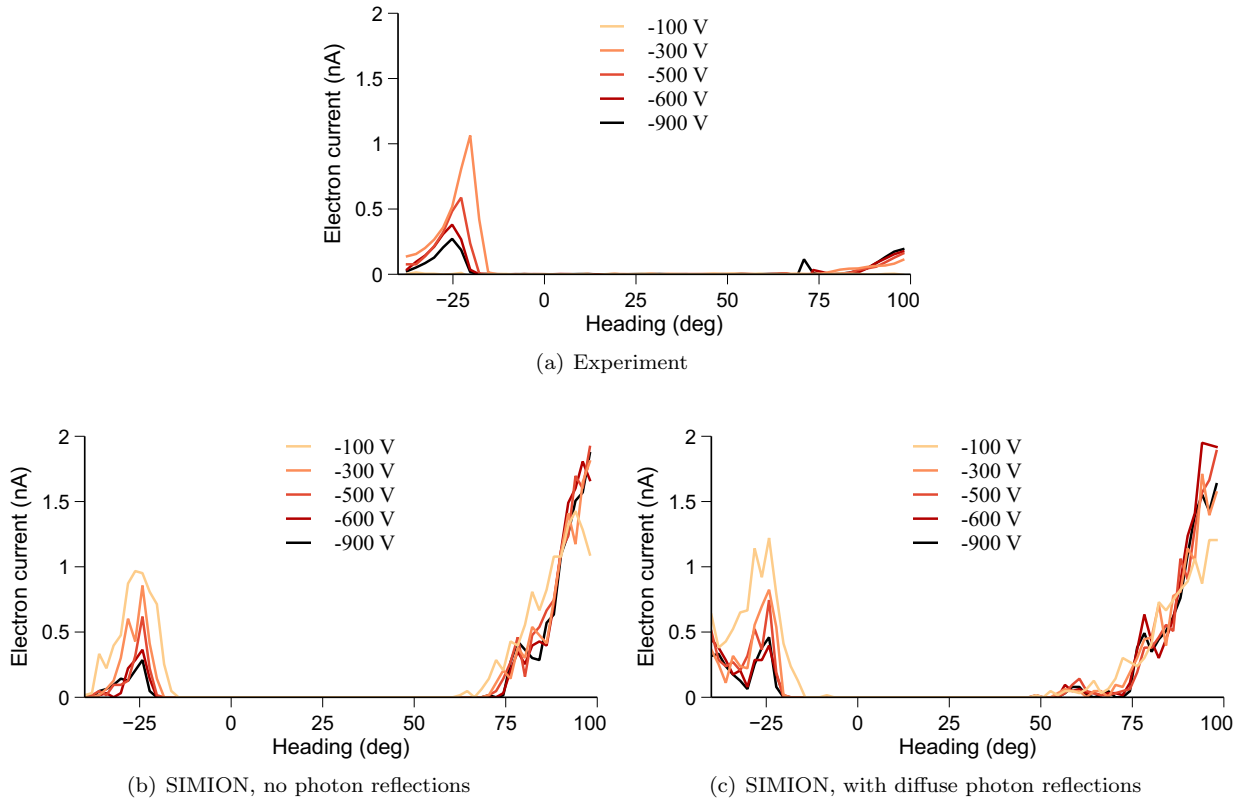 2
1.5
1
0.5
0
Electron current (nA)
-100 V
-300 V
-500 V
-600 V
-900 V
−25 0 25 50 75 100
Heading (deg)
(a) Experiment
2
1.5
1
0.5
0
Electron current (nA)
-100 V
-300 V
-500 V
-600 V
-900 V
−25 0 25 50 75 100
Heading (deg)
(b) SIMION, no photon reflections
2
1.5
1
0.5
0
Electron current (nA)
-100 V
-300 V
-500 V
-600 V
-900 V
−25 0 25 50 75 100
Heading (deg)
(c) SIMION, with diffuse photon reflections